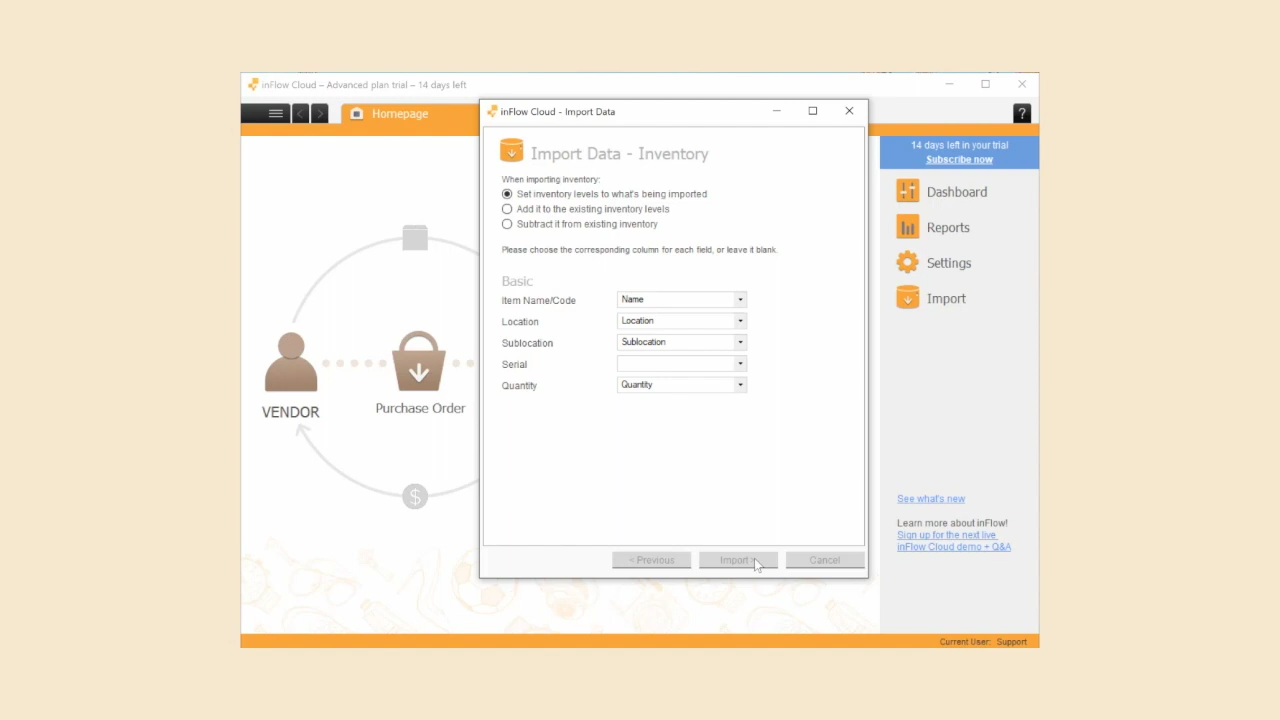 inFlow Cloud – Advanced plan trial – 14 days left
Homepage
?
inFlow Cloud - Import Data
Import Data - Inventory
When importing inventory:
Set inventory levels to what's being imported
Add it to the existing inventory levels
Subtract it from existing inventory
Please choose the corresponding column for each field, or leave it blank.
Basic
Item Name/Code Name
Location Location
Sublocation Sublocation
Serial
Quantity Quantity
< Previous Import > Cancel
VENDOR
Purchase Order
$
14 days left in your trial
Subscribe now
Dashboard
Reports
Settings
Import
See what's new
Learn more about inFlow!
Sign up for the next live
inFlow Cloud demo + Q&A
Current User: Support